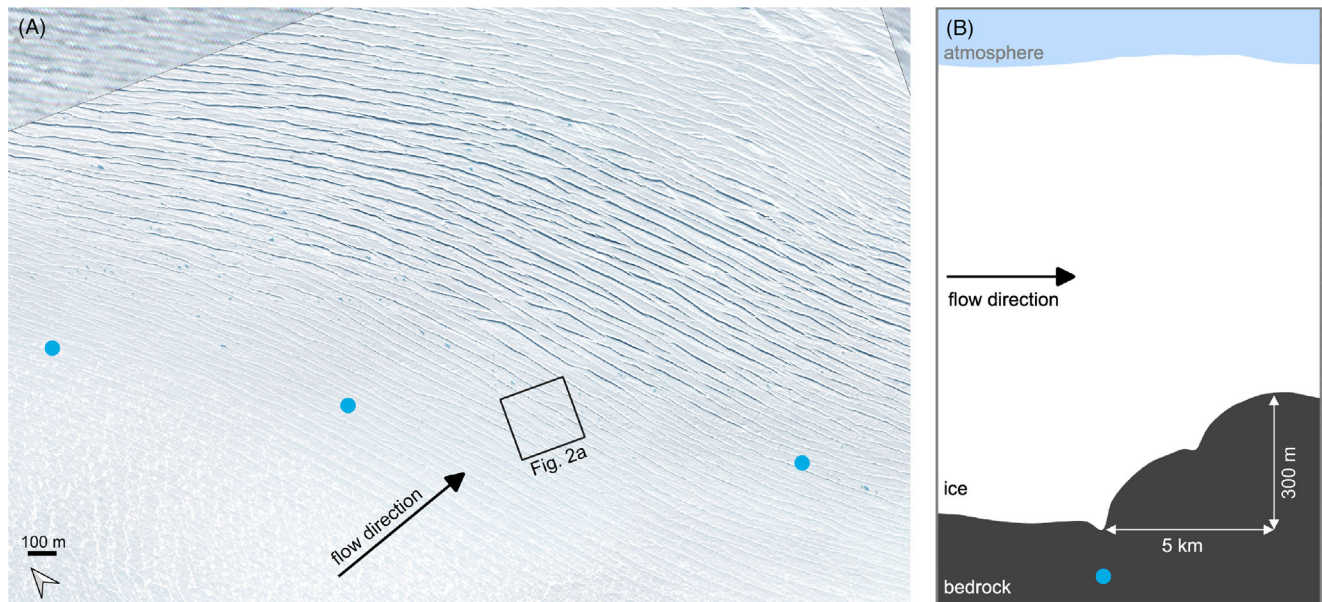 (A)
Fig. 2a
flow direction
100 m
(B)
atmosphere
flow direction
ice
300 m
5 km
bedrock